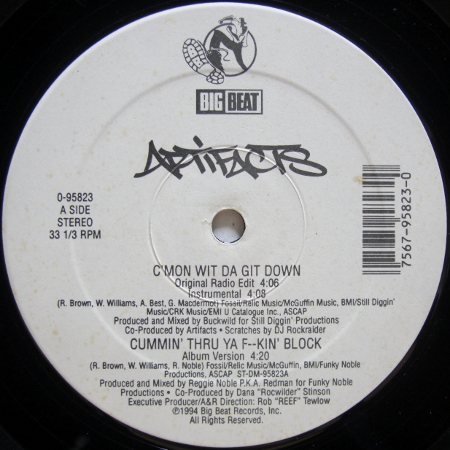 BIG BEAT
ARTIFACTS
0-95823
A SIDE
STEREO
33 1/3 RPM
7567-95823-0
C'MON WIT DA GIT DOWN
Original Radio Edit 4:06
Instrumental 4:08
(R. Brown, W. Williams, A. Best, G. Macdermot) Fossil/Relic Music/McGuffin Music, BMI/Still Diggin'
Music/CRK Music/EMI U Catalogue Inc., ASCAP
Produced and Mixed by Buckwild for Still Diggin' Productions
Co-Produced by Artifacts • Scratches by DJ Rockraider
CUMMIN' THRU YA F--KIN' BLOCK
Album Version 4:20
(R. Brown, W. Williams, R. Noble) Fossil/Relic Music/McGuffin, BMI/Funky Noble
Productions, ASCAP ST-DM-95823A
Produced and Mixed by Reggie Noble P.K.A. Redman for Funky Noble
Productions • Co-Produced by Dana "Rocwilder" Stinson
Executive Producer/A&R Direction: Rob "REEF" Tewlow
℗1994 Big Beat Records, Inc.
All Rights Reserved.